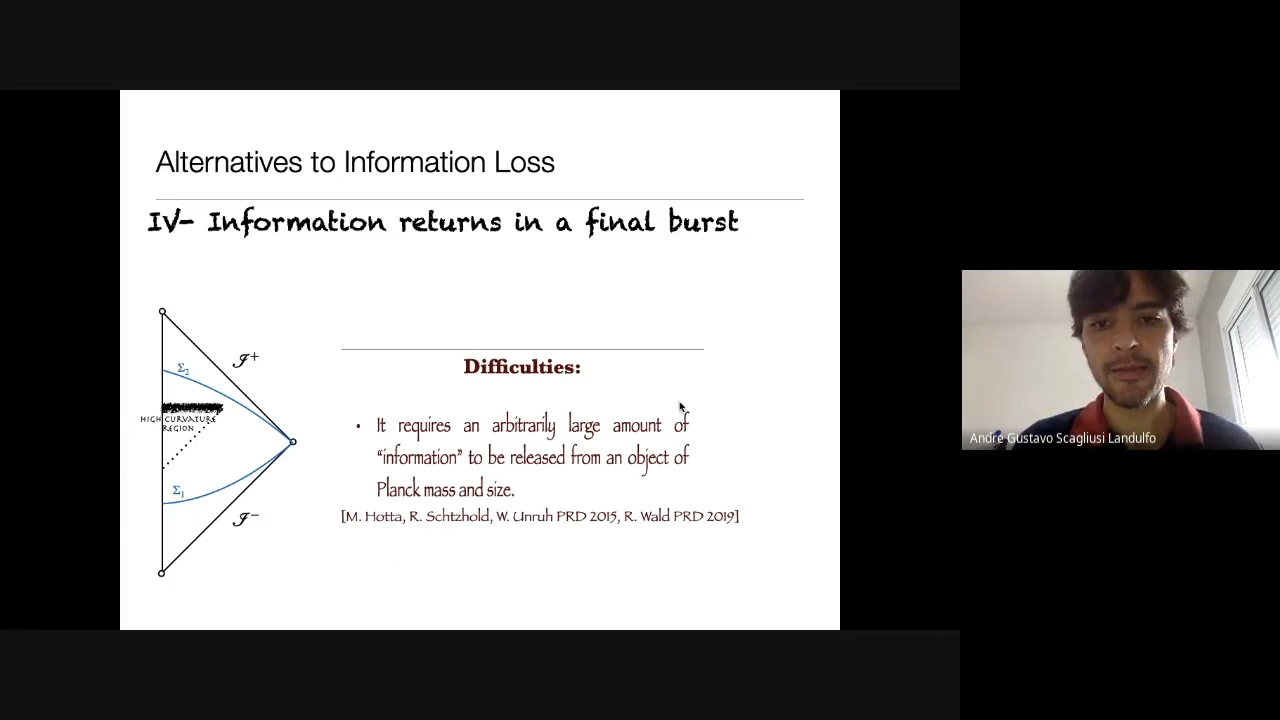 Alternatives to Information Loss
IV- Information returns in a final burst
ℐ+
Σ2
HIGH CURVATURE
REGION
Σ1
ℐ−
Difficulties:
• It requires an arbitrarily large amount of
“information” to be released from an object of
Planck mass and size.
[M. Hotta, R. Schtzhold, W. Unruh PRD 2015, R. Wald PRD 2019]
Andre Gustavo Scagliusi Landulfo